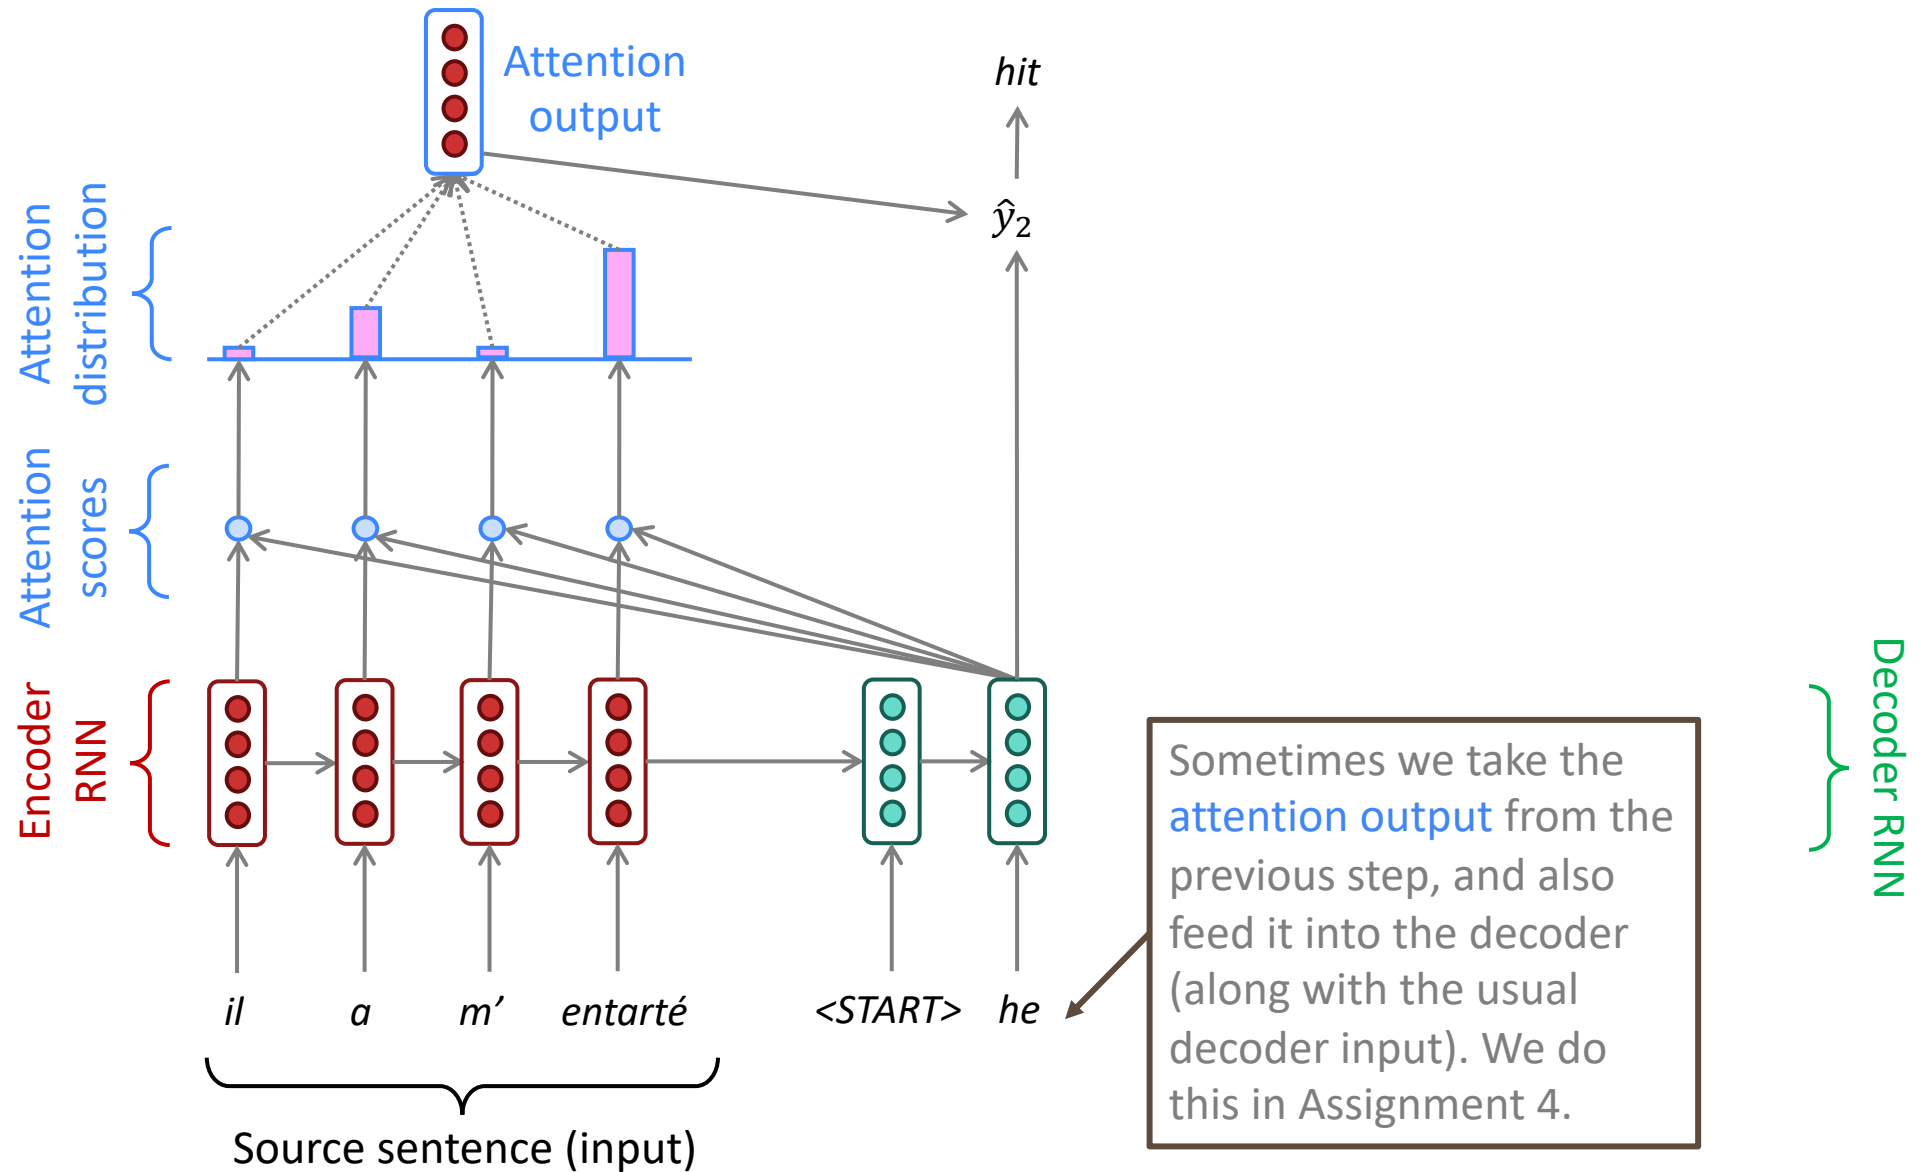 Attention
output
hit
ŷ₂
Attention
distribution
Attention
scores
Encoder
RNN
Decoder RNN
Sometimes we take the
attention output from the
previous step, and also
feed it into the decoder
(along with the usual
decoder input). We do
this in Assignment 4.
il a m’ entarté <START> he
Source sentence (input)